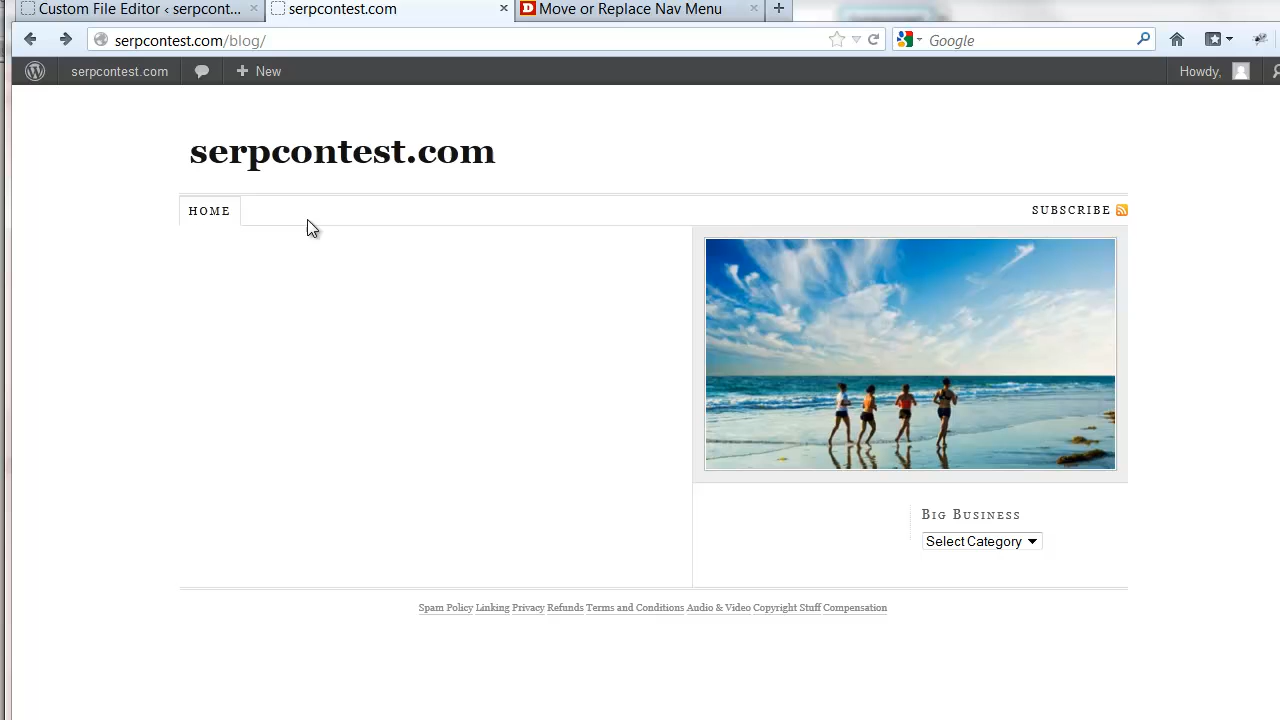 Custom File Editor ‹ serpcont...
serpcontest.com
Move or Replace Nav Menu
serpcontest.com/blog/
Google
serpcontest.com
New
Howdy,
serpcontest.com
HOME
SUBSCRIBE
Big Business
Select Category
Spam Policy Linking Privacy Refunds Terms and Conditions Audio & Video Copyright Stuff Compensation